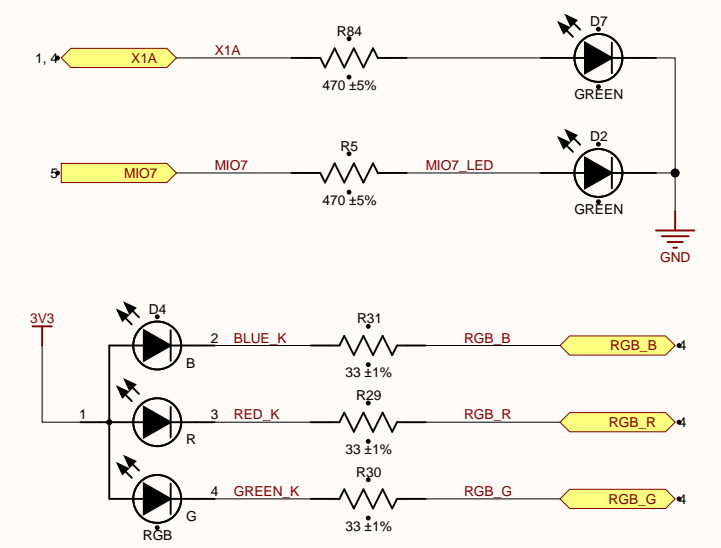 R84
D7
1, 4
X1A
X1A
470 ±5%
GREEN
R5
D2
5
MIO7
MIO7
MIO7_LED
470 ±5%
GREEN
GND
3V3
D4
R31
2
BLUE_K
RGB_B
RGB_B
4
B
33 ±1%
R29
1
3
RED_K
RGB_R
RGB_R
4
R
33 ±1%
R30
4
GREEN_K
RGB_G
RGB_G
4
G
33 ±1%
RGB